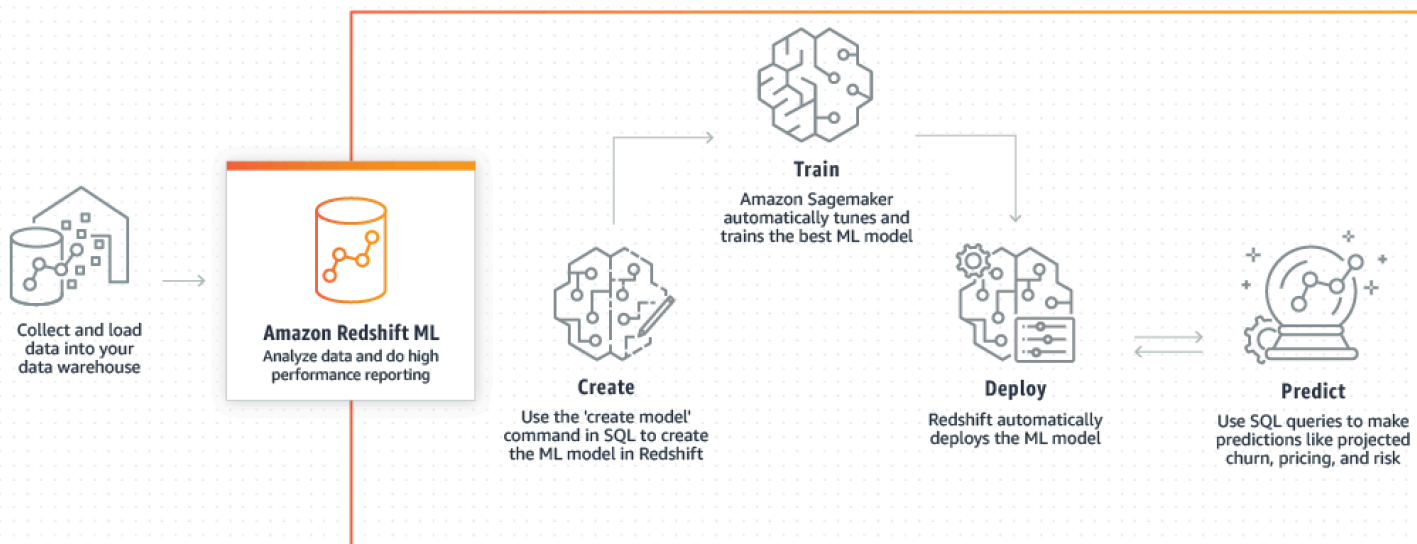 Collect and load
data into your
data warehouse
Amazon Redshift ML
Analyze data and do high
performance reporting
Create
Use the 'create model'
command in SQL to create
the ML model in Redshift
Train
Amazon Sagemaker
automatically tunes and
trains the best ML model
Deploy
Redshift automatically
deploys the ML model
Predict
Use SQL queries to make
predictions like projected
churn, pricing, and risk